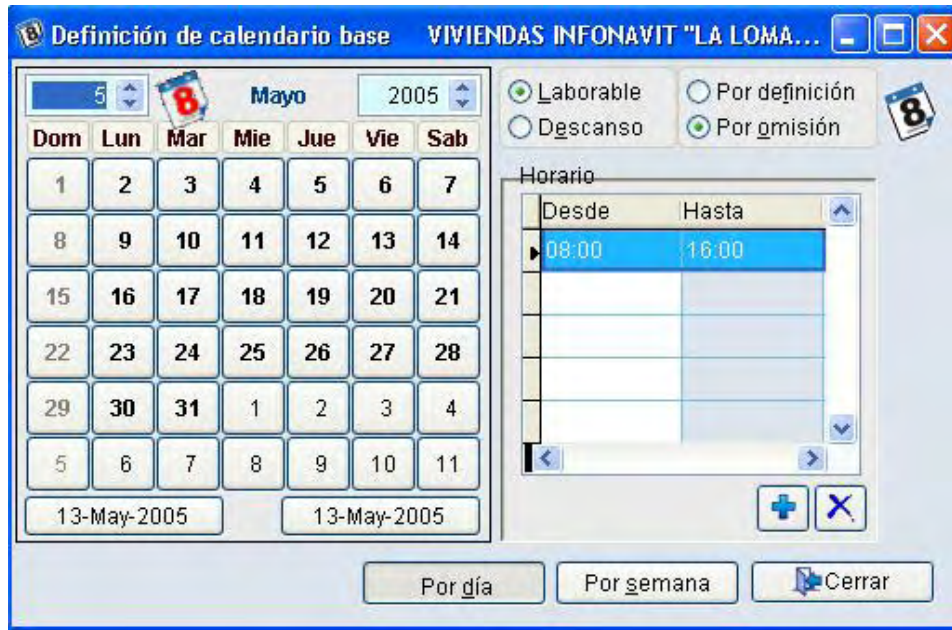 Definición de calendario base VIVIENDAS INFONAVIT "LA LOMA...
5 8 Mayo 2005
Dom Lun Mar Mie Jue Vie Sab
1 2 3 4 5 6 7
8 9 10 11 12 13 14
15 16 17 18 19 20 21
22 23 24 25 26 27 28
29 30 31 1 2 3 4
5 6 7 8 9 10 11
13-May-2005 13-May-2005
Laborable Por definición 8
Descanso Por omisión
Horario
Desde Hasta
08:00 16:00
Por día Por semana Cerrar